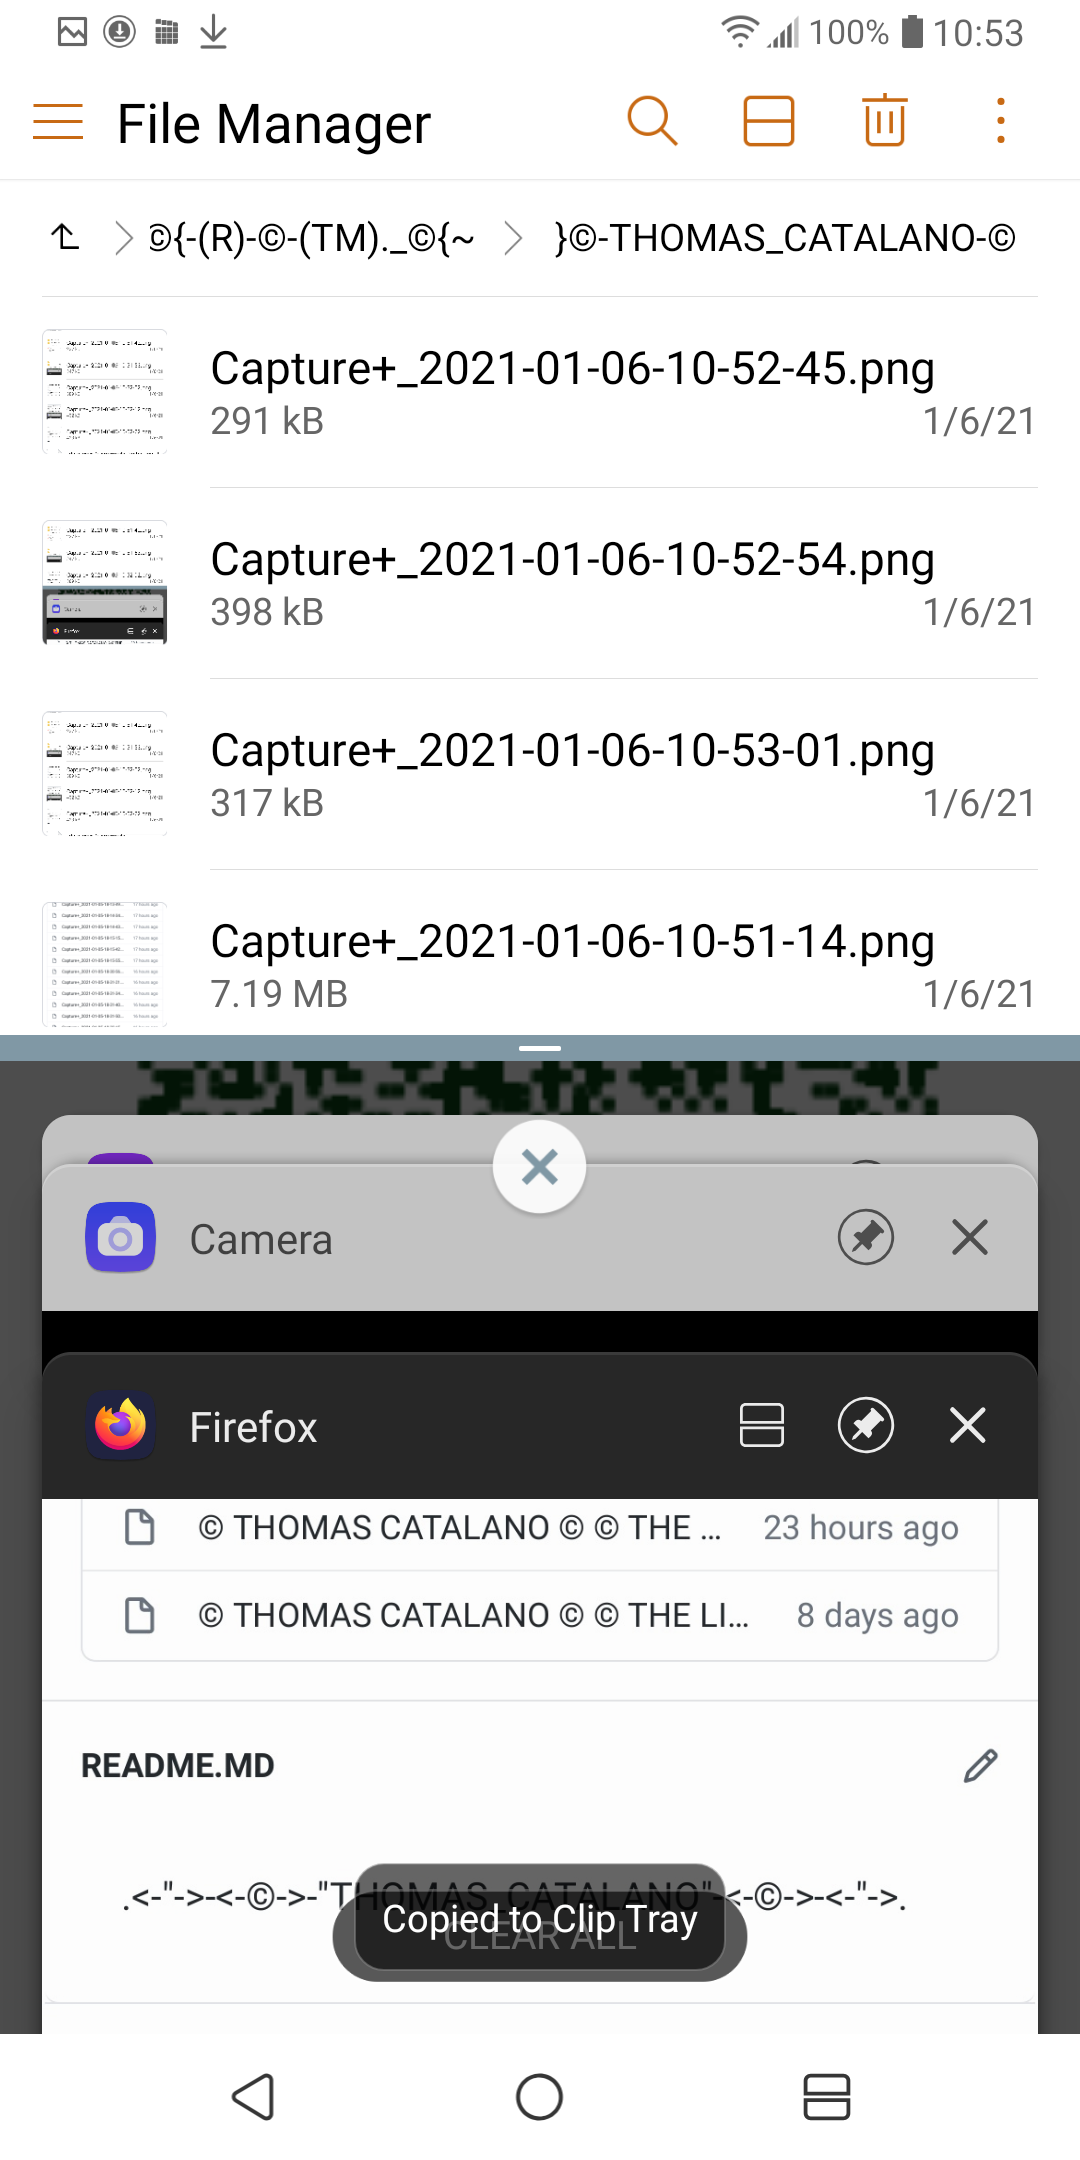 100% 10:53
File Manager
©{-(R)-©-(TM)._©{~ }©-THOMAS_CATALANO-©
Capture+_2021-01-06-10-52-45.png
291 kB 1/6/21
Capture+_2021-01-06-10-52-54.png
398 kB 1/6/21
Capture+_2021-01-06-10-53-01.png
317 kB 1/6/21
Capture+_2021-01-06-10-51-14.png
7.19 MB 1/6/21
Camera
Firefox
© THOMAS CATALANO © © THE ... 23 hours ago
© THOMAS CATALANO © © THE LI... 8 days ago
README.MD
.<-"->-<-©->-"THOMAS_CATALANO"-<-©->-<-"->.
Copied to Clip Tray
CLEAR ALL